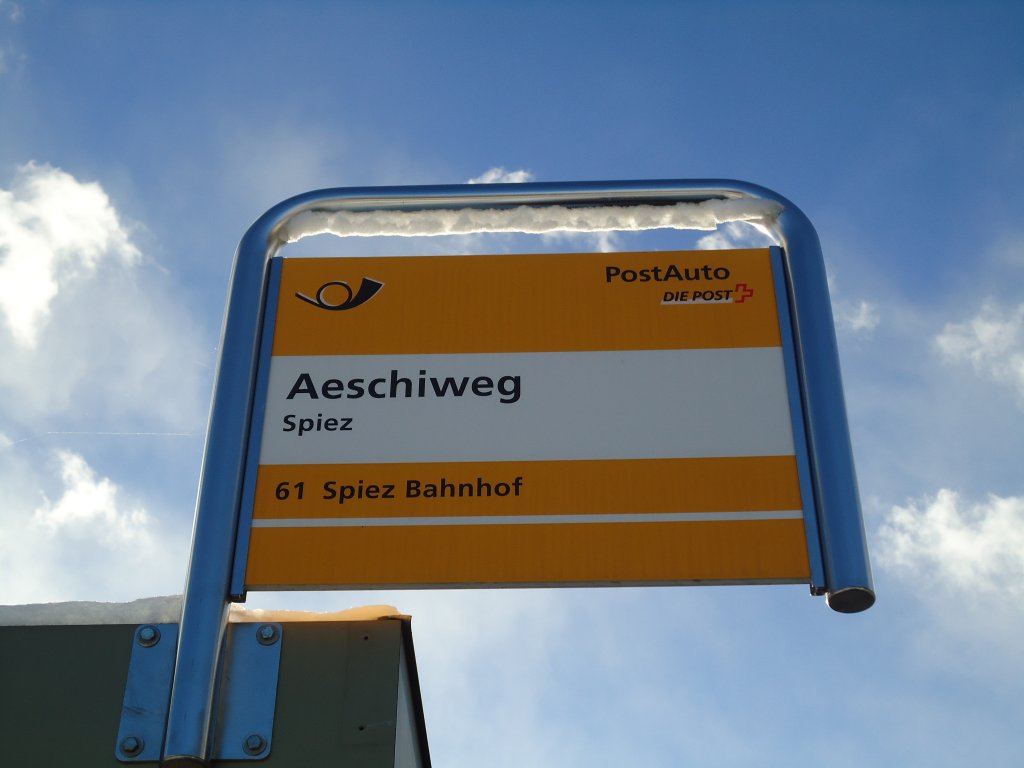 PostAuto
DIE POST
Aeschiweg
Spiez
61 Spiez Bahnhof